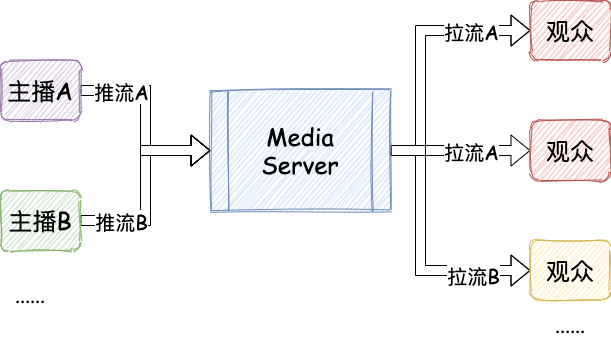 主播A
推流A
主播B
推流B
......
Media
Server
拉流A
观众
拉流A
观众
拉流B
观众
......